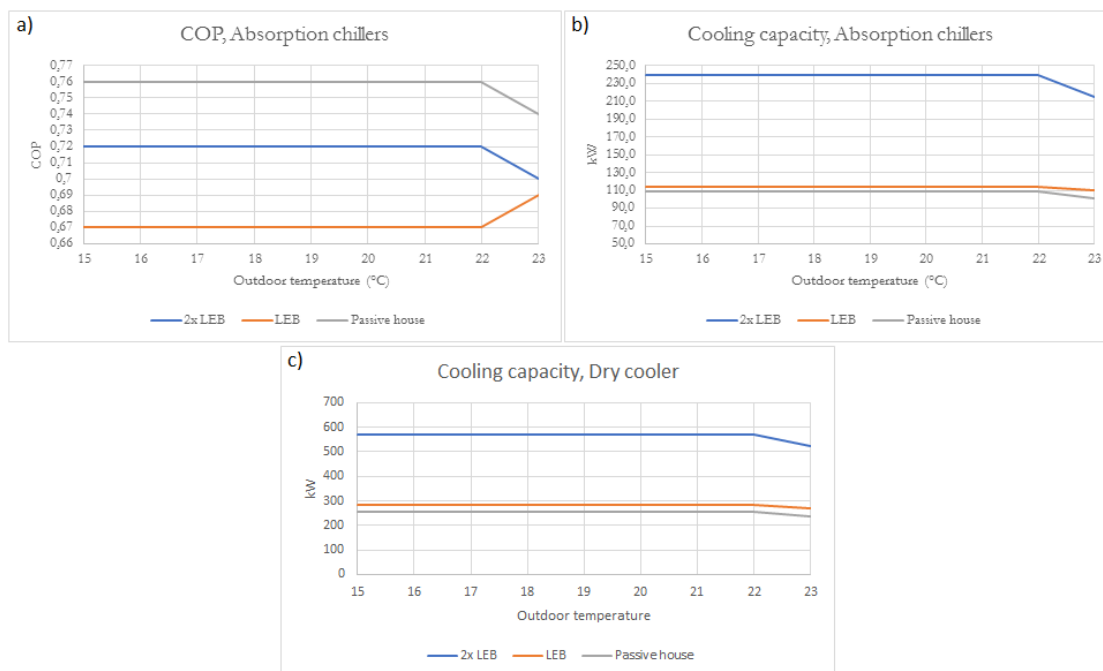 a)
COP, Absorption chillers
0,77
0,76
0,75
0,74
0,73
0,72
0,71
0,7
0,69
0,68
0,67
0,66
COP
15 16 17 18 19 20 21 22 23
Outdoor temperature (°C)
2x LEB LEB Passive house
b)
Cooling capacity, Absorption chillers
250,0
230,0
210,0
190,0
170,0
150,0
130,0
110,0
90,0
70,0
50,0
kW
15 16 17 18 19 20 21 22 23
Outdoor temperature (°C)
2x LEB LEB Passive house
c)
Cooling capacity, Dry cooler
700
600
500
400
300
200
100
0
kW
15 16 17 18 19 20 21 22 23
Outdoor temperature
2x LEB LEB Passive house